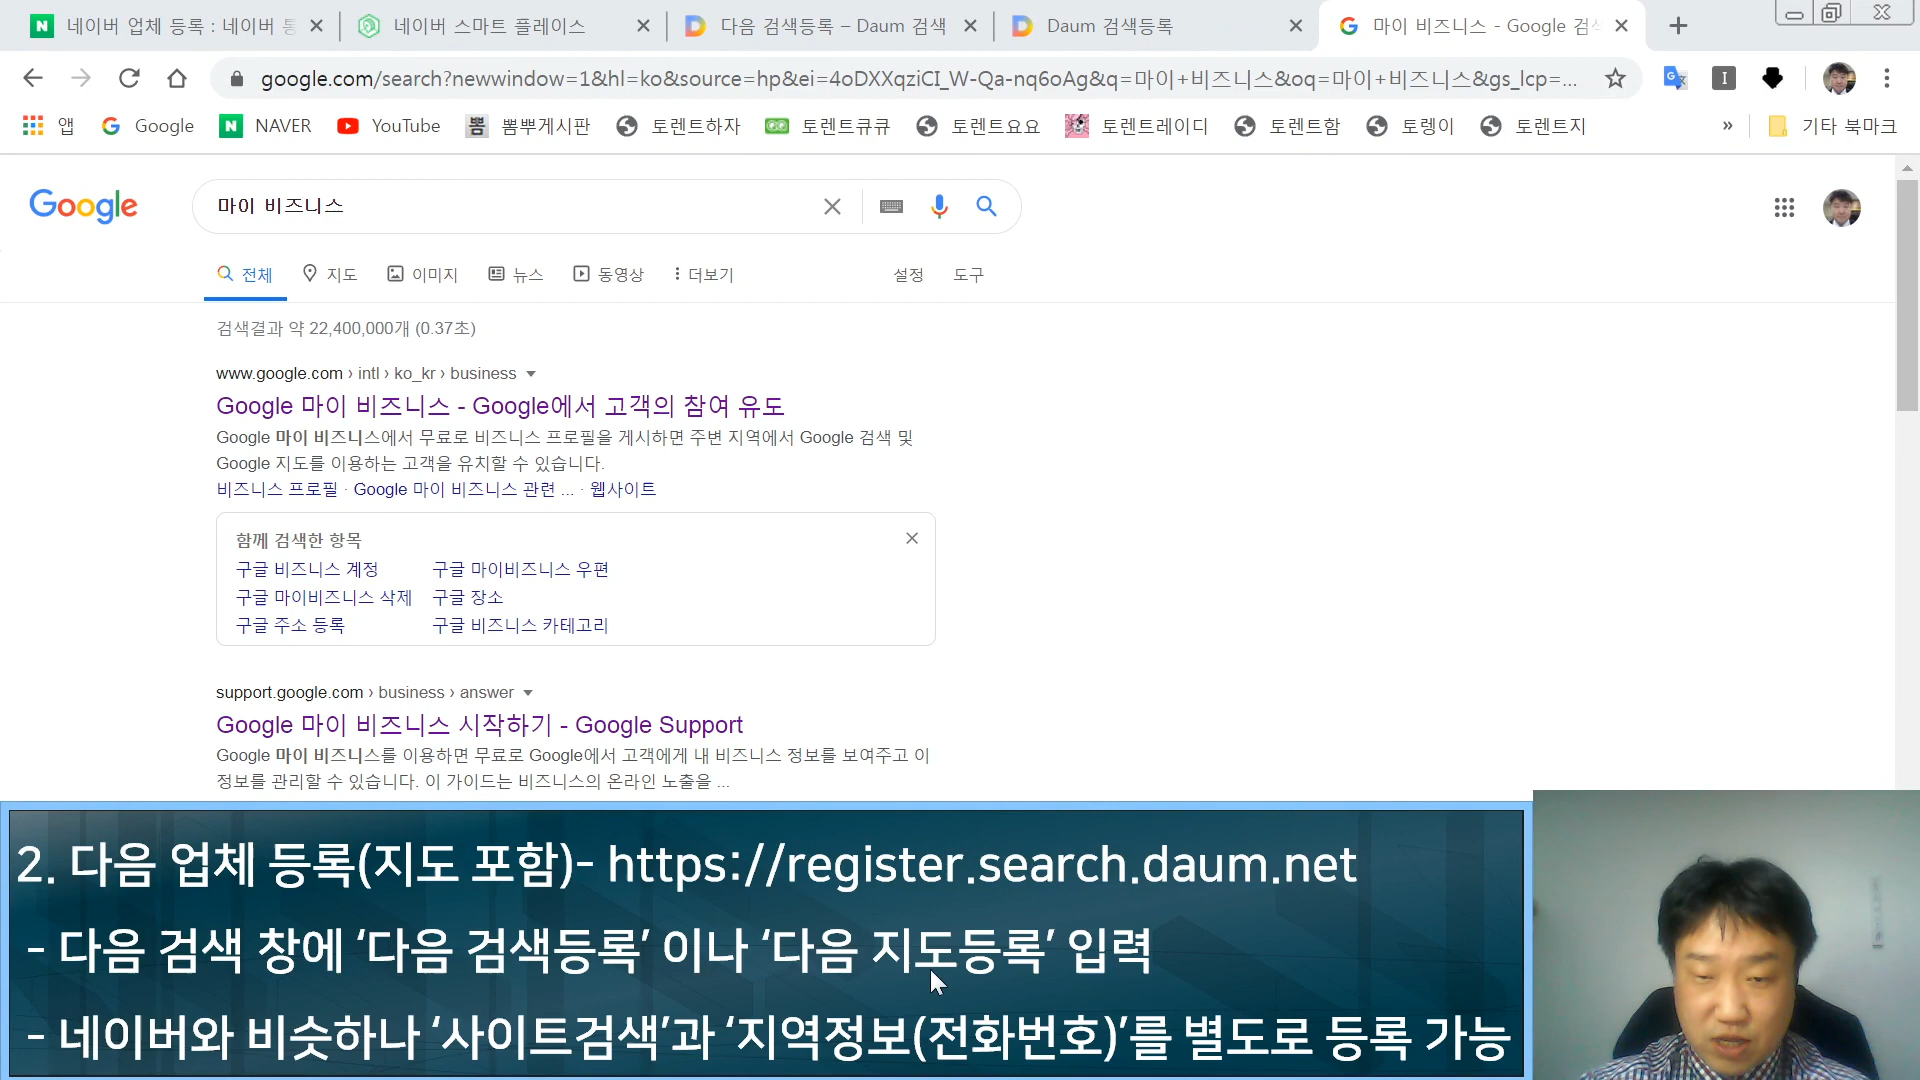 네이버 업체 등록 : 네이버 통
네이버 스마트 플레이스
다음 검색등록 – Daum 검색
Daum 검색등록
마이 비즈니스 - Google 검색
google.com/search?newwindow=1&hl=ko&source=hp&ei=4oDXXqziCI_W-Qa-nq6oAg&q=마이+비즈니스&oq=마이+비즈니스&gs_lcp=...
앱 Google NAVER YouTube 뽐뿌게시판 토렌트하자 토렌트큐큐 토렌트요요 토렌트레이디 토렌트함 토렝이 토렌트지 » 기타 북마크
Google
마이 비즈니스
전체 지도 이미지 뉴스 동영상 더보기 설정 도구
검색결과 약 22,400,000개 (0.37초)
www.google.com › intl › ko_kr › business
Google 마이 비즈니스 - Google에서 고객의 참여 유도
Google 마이 비즈니스에서 무료로 비즈니스 프로필을 게시하면 주변 지역에서 Google 검색 및
Google 지도를 이용하는 고객을 유치할 수 있습니다.
비즈니스 프로필 · Google 마이 비즈니스 관련 ... · 웹사이트
함께 검색한 항목
구글 비즈니스 계정 구글 마이비즈니스 우편
구글 마이비즈니스 삭제 구글 장소
구글 주소 등록 구글 비즈니스 카테고리
support.google.com › business › answer
Google 마이 비즈니스 시작하기 - Google Support
Google 마이 비즈니스를 이용하면 무료로 Google에서 고객에게 내 비즈니스 정보를 보여주고 이
정보를 관리할 수 있습니다. 이 가이드는 비즈니스의 온라인 노출을 ...
2. 다음 업체 등록(지도 포함)- https://register.search.daum.net
- 다음 검색 창에 ‘다음 검색등록’ 이나 ‘다음 지도등록’ 입력
- 네이버와 비슷하나 ‘사이트검색’과 ‘지역정보(전화번호)’를 별도로 등록 가능